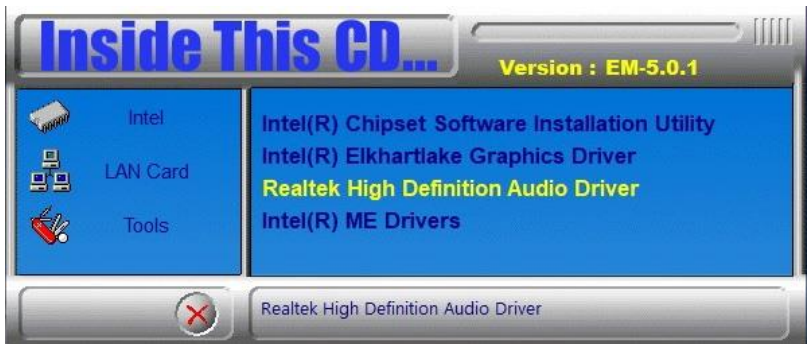 Inside This CD...
Version : EM-5.0.1
Intel
LAN Card
Tools
Intel(R) Chipset Software Installation Utility
Intel(R) Elkhartlake Graphics Driver
Realtek High Definition Audio Driver
Intel(R) ME Drivers
Realtek High Definition Audio Driver